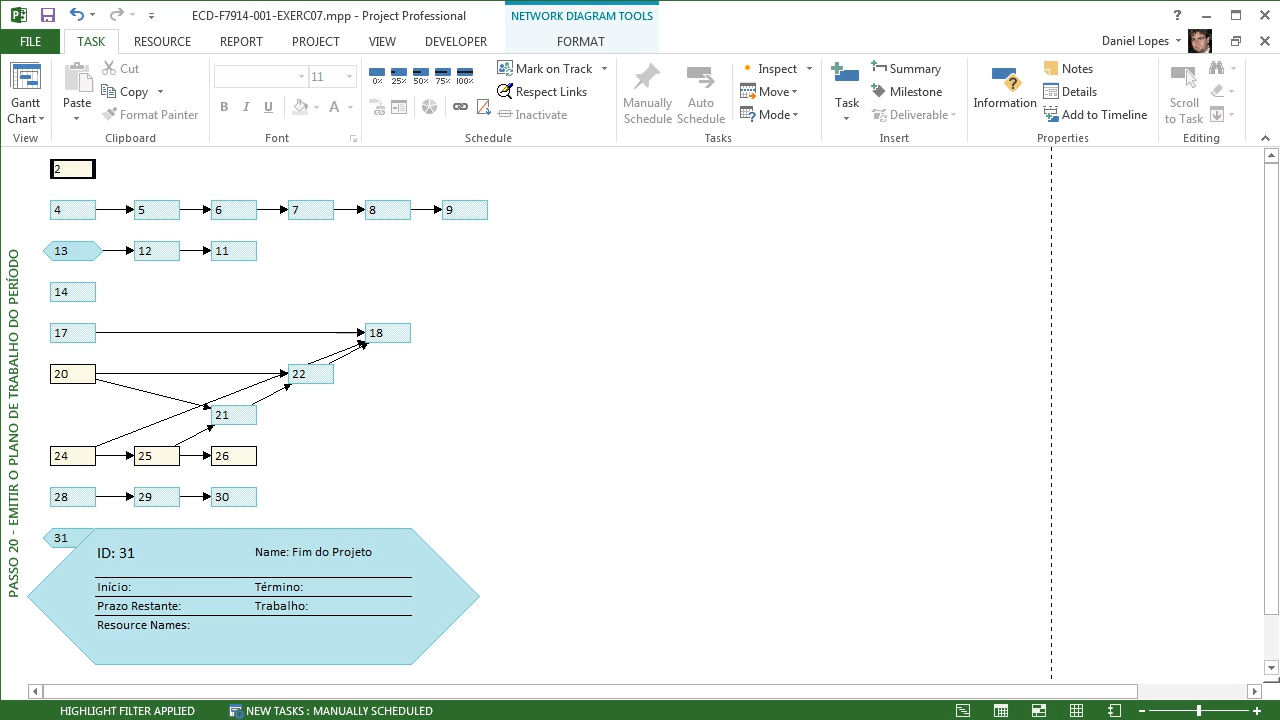 ECD-F7914-001-EXERC07.mpp - Project Professional
NETWORK DIAGRAM TOOLS
?
FILE TASK RESOURCE REPORT PROJECT VIEW DEVELOPER FORMAT
Daniel Lopes
Gantt Chart
View
Paste
Cut
Copy
Format Painter
Clipboard
11
B I U A
Font
0% 25% 50% 75% 100%
Mark on Track
Respect Links
Inactivate
Schedule
Manually Schedule
Auto Schedule
Inspect
Move
Mode
Tasks
Task
Summary
Milestone
Deliverable
Insert
Information
Notes
Details
Add to Timeline
Properties
Scroll to Task
Editing
PASSO 20 - EMITIR O PLANO DE TRABALHO DO PERÍODO
2
4 5 6 7 8 9
13 12 11
14
17 18
20 22
21
24 25 26
28 29 30
31
ID: 31 Name: Fim do Projeto
Início: Término:
Prazo Restante: Trabalho:
Resource Names:
HIGHLIGHT FILTER APPLIED NEW TASKS : MANUALLY SCHEDULED